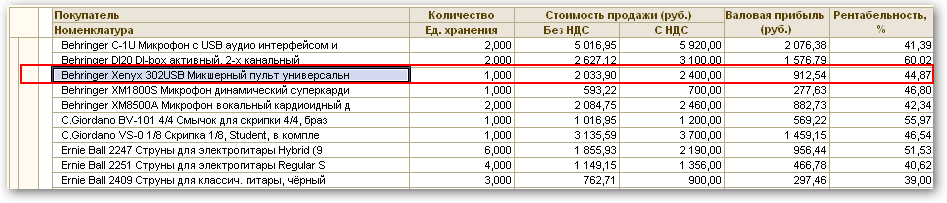 Покупатель Количество Стоимость продажи (руб.) Валовая прибыль (руб.) Рентабельность, %
Номенклатура Ед. хранения Без НДС С НДС
Behringer C-1U Микрофон с USB аудио интерфейсом и 2,000 5 016,95 5 920,00 2 076,38 41,39
Behringer DI20 DI-box активный, 2-х канальный 2,000 2 627,12 3 100,00 1 576,79 60,02
Behringer Xenyx 302USB Микшерный пульт универсальн 1,000 2 033,90 2 400,00 912,54 44,87
Behringer XM1800S Микрофон динамический суперкарди 1,000 593,22 700,00 277,63 46,80
Behringer XM8500A Микрофон вокальный кардиоидный д 2,000 2 084,75 2 460,00 882,73 42,34
C.Giordano BV-101 4/4 Смычок для скрипки 4/4, браз 1,000 1 016,95 1 200,00 569,22 55,97
C.Giordano VS-0 1/8 Скрипка 1/8, Student, в компле 1,000 3 135,59 3 700,00 1 459,15 46,54
Ernie Ball 2247 Струны для электрогитары Hybrid (9 6,000 1 855,93 2 190,00 956,44 51,53
Ernie Ball 2251 Струны для электрогитары Regular S 4,000 1 149,15 1 356,00 466,78 40,62
Ernie Ball 2409 Струны для классич. гитары, чёрный 3,000 762,71 900,00 297,46 39,00